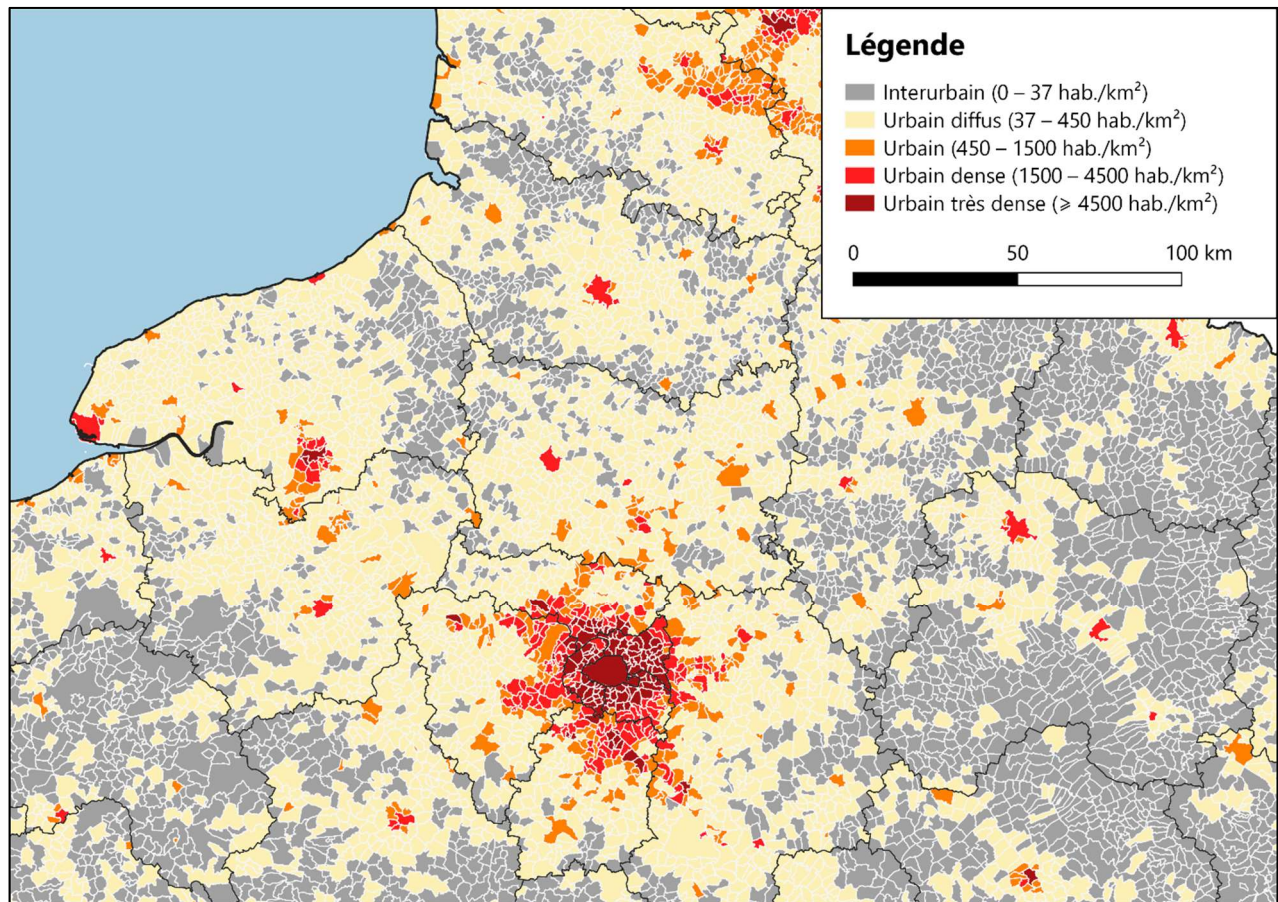 Légende
Interurbain (0 – 37 hab./km²)
Urbain diffus (37 – 450 hab./km²)
Urbain (450 – 1500 hab./km²)
Urbain dense (1500 – 4500 hab./km²)
Urbain très dense (⩾ 4500 hab./km²)
0 50 100 km